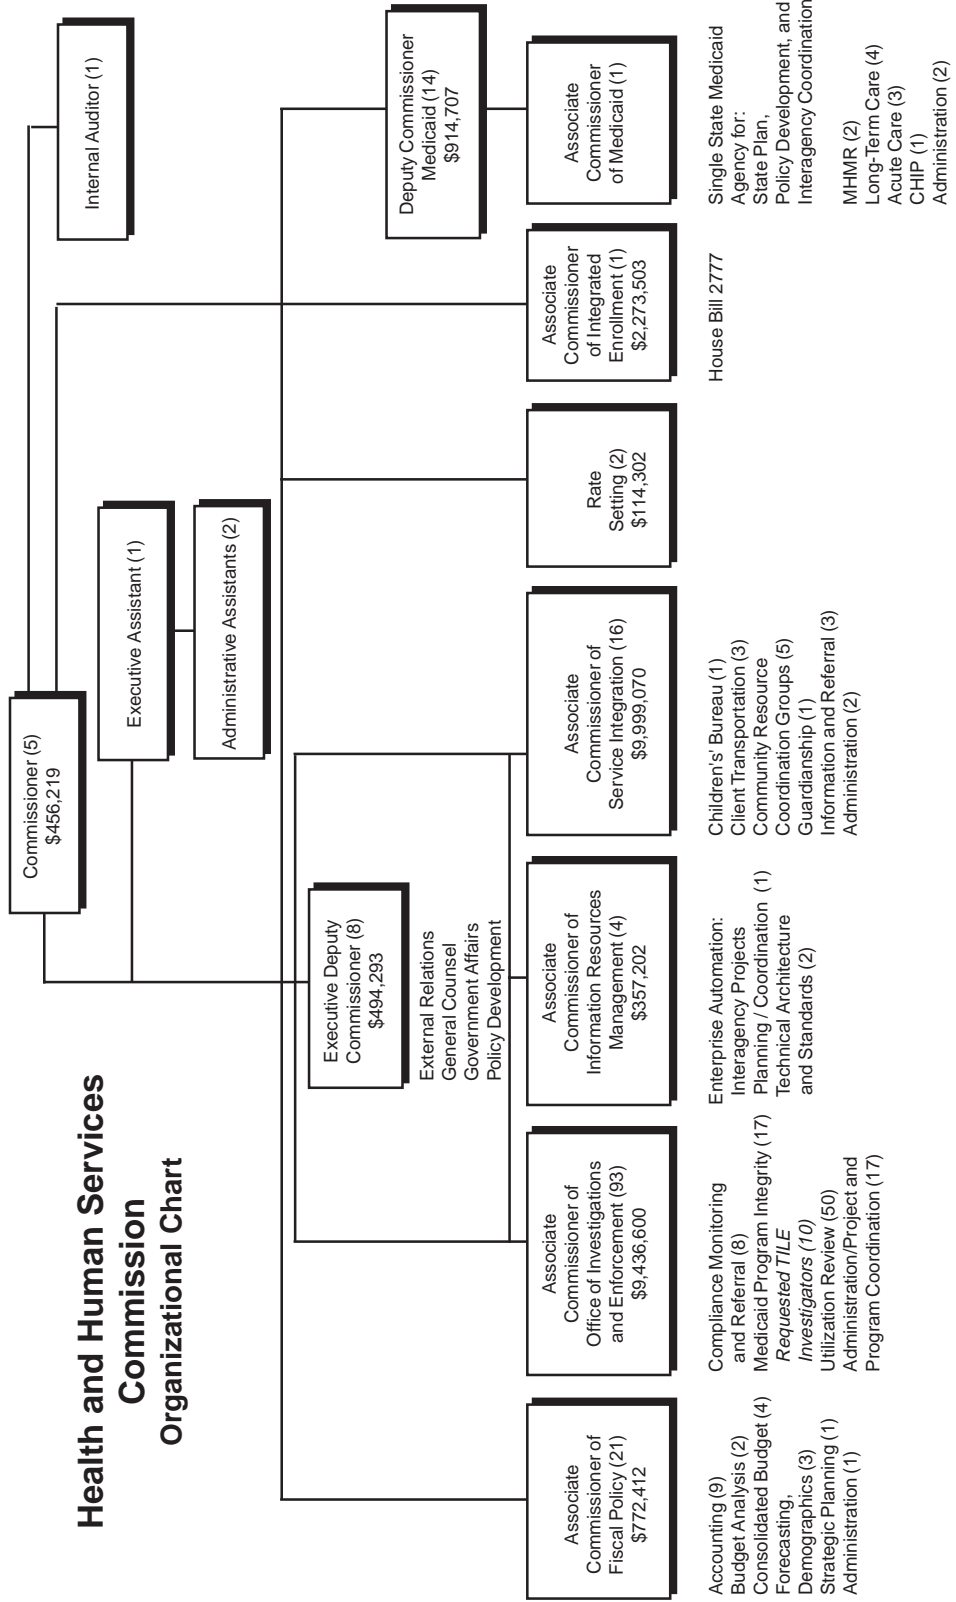 Health and Human Services
Commission
Organizational Chart
Commissioner (5)
$456,219
Internal Auditor (1)
Executive Assistant (1)
Administrative Assistants (2)
Executive Deputy
Commissioner (8)
$494,293
External Relations
General Counsel
Government Affairs
Policy Development
Deputy Commissioner
Medicaid (14)
$914,707
Associate
Commissioner of
Fiscal Policy (21)
$772,412
Accounting (9)
Budget Analysis (2)
Consolidated Budget (4)
Forecasting,
Demographics (3)
Strategic Planning (1)
Administration (1)
Associate
Commissioner of
Office of Investigations
and Enforcement (93)
$9,436,600
Compliance Monitoring
and Referral (8)
Medicaid Program Integrity (17)
Requested TILE
Investigators (10)
Utilization Review (50)
Administration/Project and
Program Coordination (17)
Associate
Commissioner of
Information Resources
Management (4)
$357,202
Enterprise Automation:
Interagency Projects
Planning / Coordination (1)
Technical Architecture
and Standards (2)
Associate
Commissioner of
Service Integration (16)
$9,999,070
Children's' Bureau (1)
Client Transportation (3)
Community Resource
Coordination Groups (5)
Guardianship (1)
Information and Referral (3)
Administration (2)
Rate
Setting (2)
$114,302
Associate
Commissioner
of Integrated
Enrollment (1)
$2,273,503
House Bill 2777
Associate
Commissioner
of Medicaid (1)
Single State Medicaid
Agency for:
State Plan,
Policy Development, and
Interagency Coordination
MHMR (2)
Long-Term Care (4)
Acute Care (3)
CHIP (1)
Administration (2)